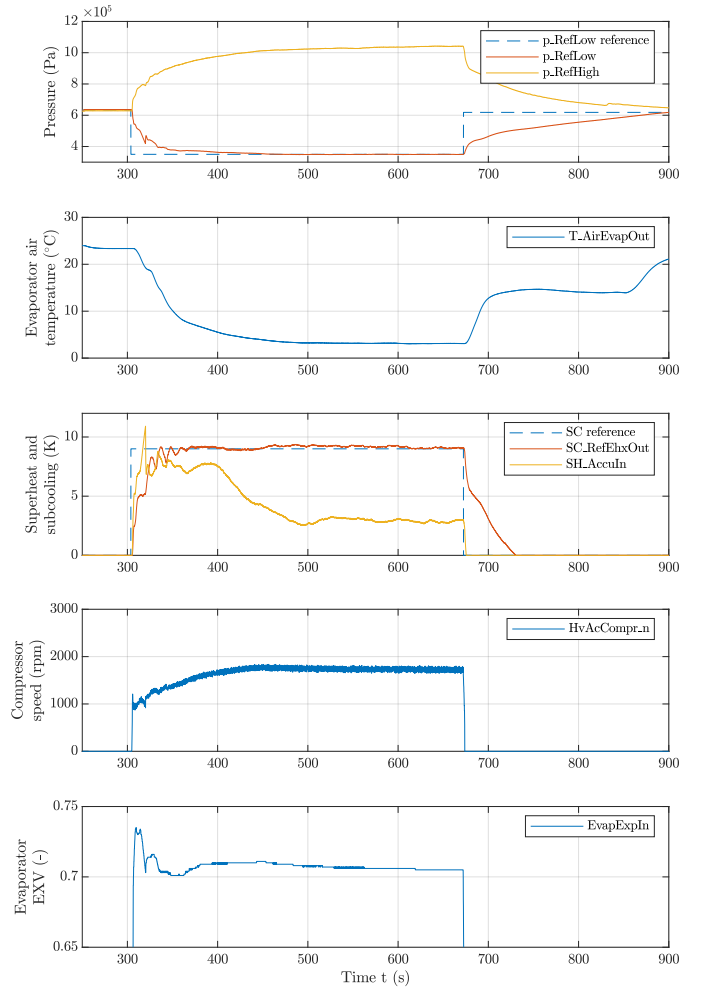 ×10⁵
12
10
8
6
4
Pressure (Pa)
p_RefLow reference
p_RefLow
p_RefHigh
300 400 500 600 700 800 900
30
20
10
0
Evaporator air
temperature (°C)
T_AirEvapOut
300 400 500 600 700 800 900
10
5
0
Superheat and
subcooling (K)
SC reference
SC_RefEhxOut
SH_AccuIn
300 400 500 600 700 800 900
3000
2000
1000
0
Compressor
speed (rpm)
HvAcCompr_n
300 400 500 600 700 800 900
0.75
0.7
0.65
Evaporator
EXV (-)
EvapExpIn
300 400 500 600 700 800 900
Time t (s)